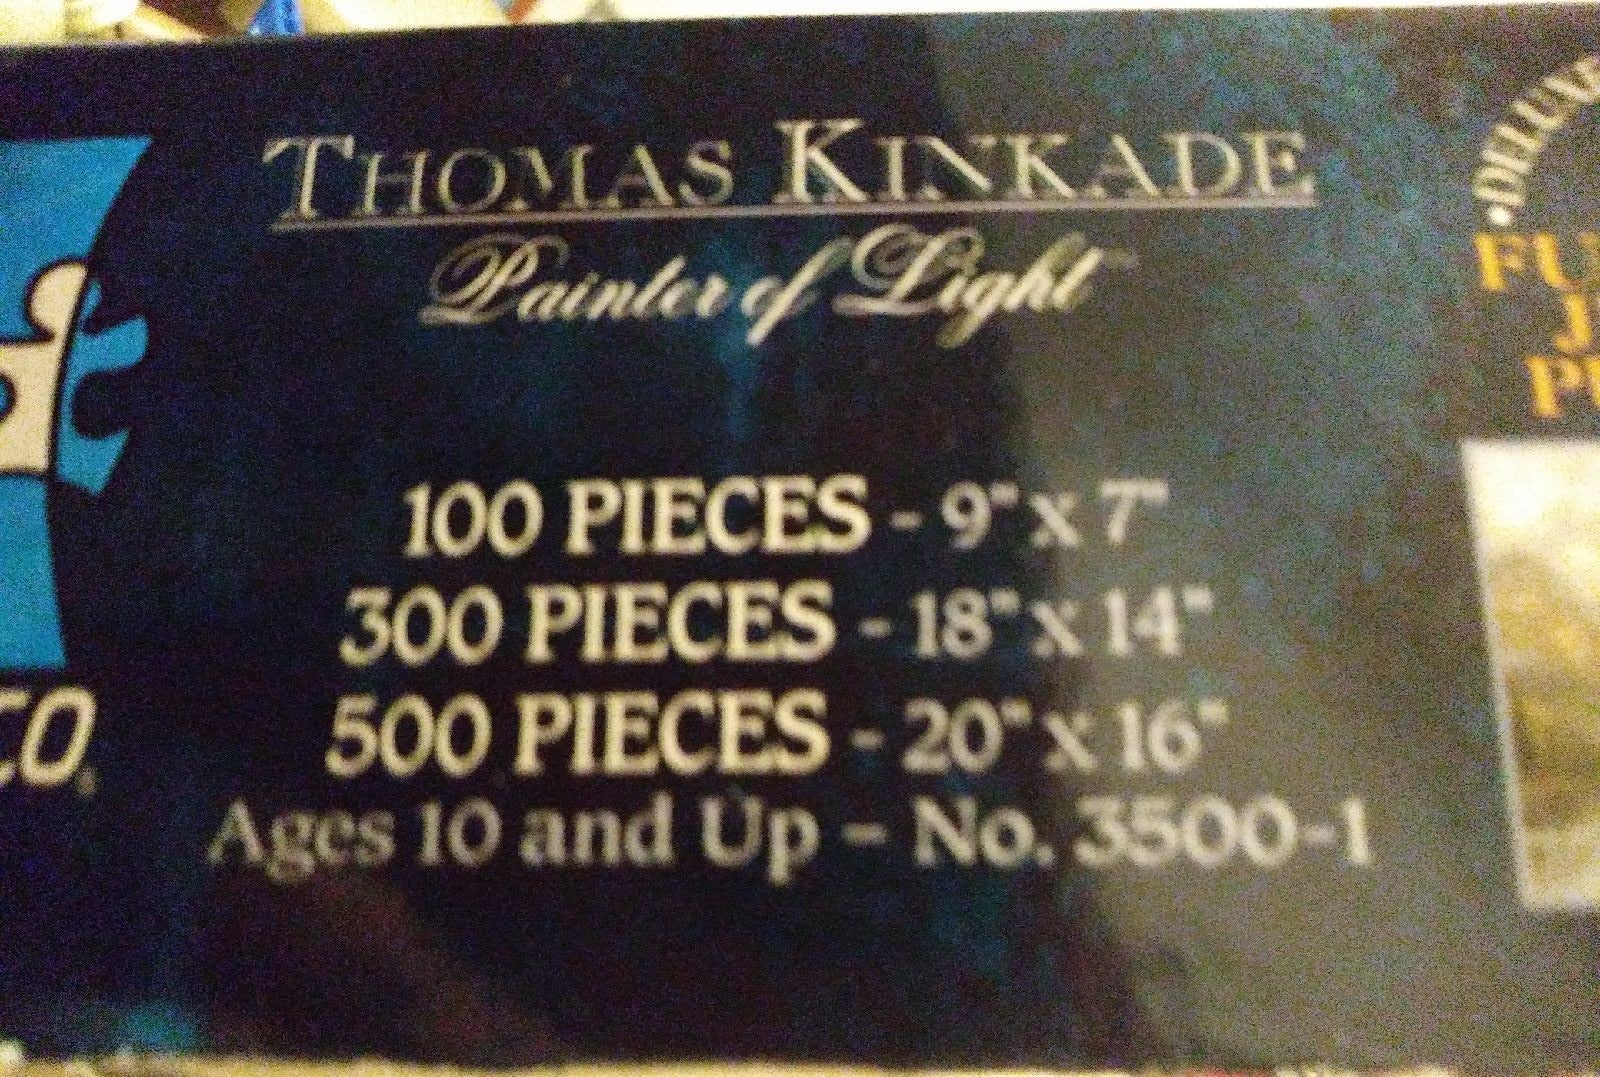 THOMAS KINKADE
Painter of Light™
100 PIECES - 9" x 7"
300 PIECES - 18" x 14"
500 PIECES - 20" x 16"
Ages 10 and Up – No. 3500-1